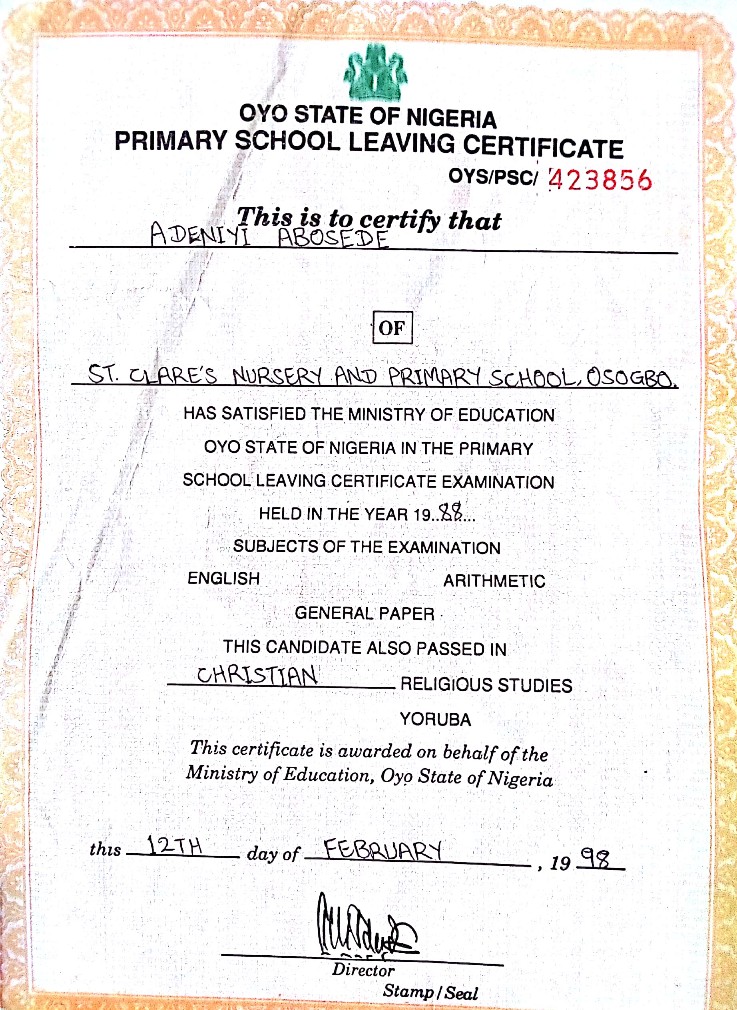 OYO STATE OF NIGERIA
PRIMARY SCHOOL LEAVING CERTIFICATE
OYS/PSC/ 423856
This is to certify that
ADENIYI ABOSEDE
OF
ST. CLARE'S NURSERY AND PRIMARY SCHOOL, OSOGBO.
HAS SATISFIED THE MINISTRY OF EDUCATION
OYO STATE OF NIGERIA IN THE PRIMARY
SCHOOL LEAVING CERTIFICATE EXAMINATION
HELD IN THE YEAR 19..88...
SUBJECTS OF THE EXAMINATION
ENGLISH ARITHMETIC
GENERAL PAPER
THIS CANDIDATE ALSO PASSED IN
CHRISTIAN RELIGIOUS STUDIES
YORUBA
This certificate is awarded on behalf of the
Ministry of Education, Oyo State of Nigeria
this 12TH day of FEBRUARY, 19 98
Director
Stamp/Seal